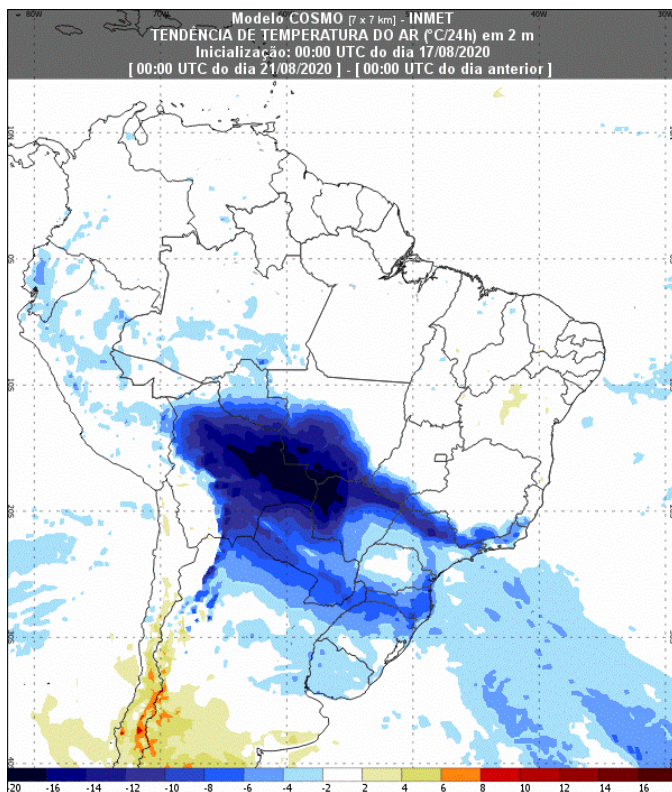 Modelo COSMO [7 x 7 km] - INMET
TENDÊNCIA DE TEMPERATURA DO AR (°C/24h) em 2 m
Inicialização: 00:00 UTC do dia 17/08/2020
[ 00:00 UTC do dia 21/08/2020 ] - [ 00:00 UTC do dia anterior ]
40W
-20 -16 -14 -12 -10 -8 -6 -4 -2 2 4 6 8 10 12 14 16